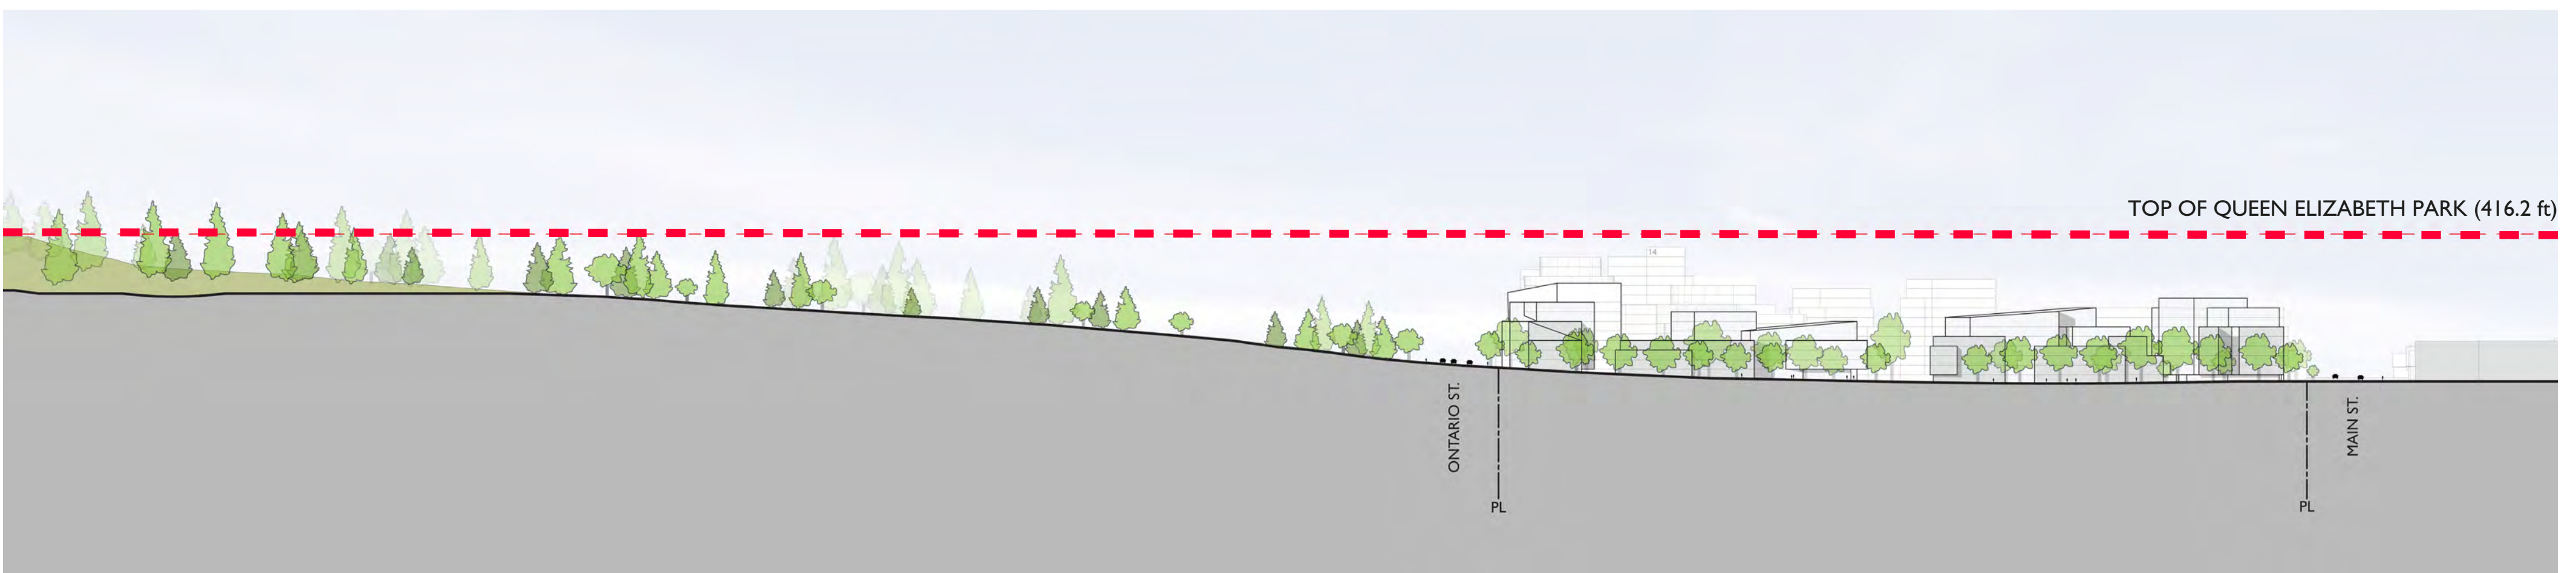 TOP OF QUEEN ELIZABETH PARK (416.2 ft)
14
ONTARIO ST.
MAIN ST.
PL
PL